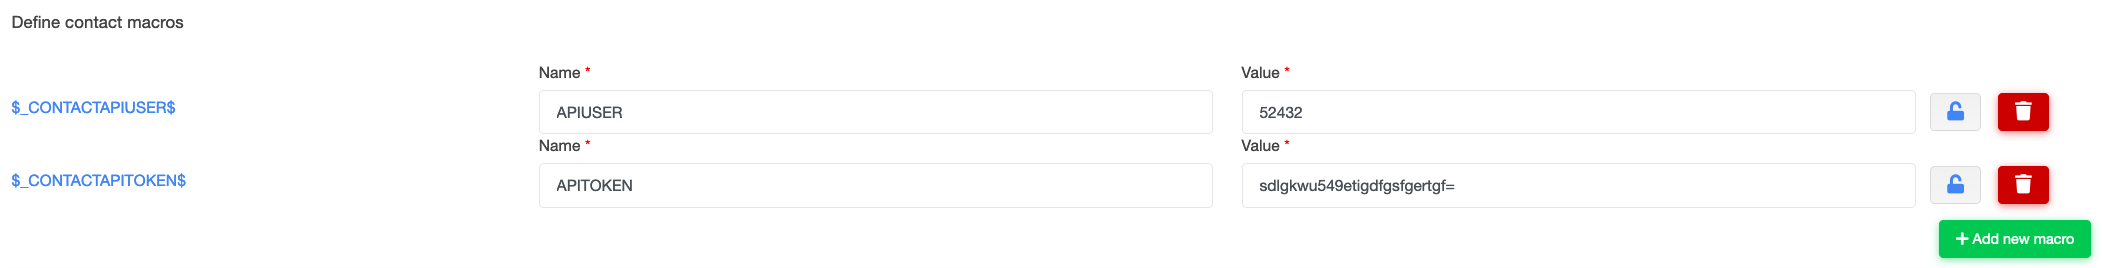 Define contact macros
Name *
Value *
$_CONTACTAPIUSER$
APIUSER
52432
Name *
Value *
$_CONTACTAPITOKEN$
APITOKEN
sdlgkwu549etigdfgsfgertgf=
+ Add new macro